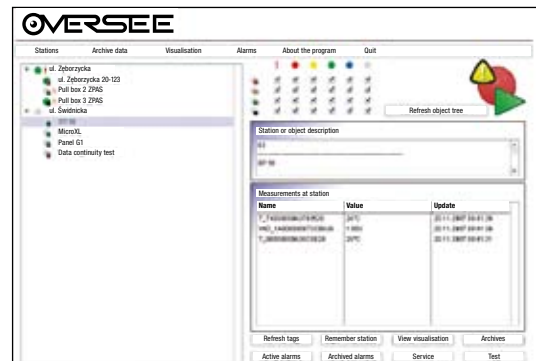 OVERSEE
Stations Archive data Visualisation Alarms About the program Quit
ul. Zęborzycka
ul. Zęborzycka 20-123
Pull box 2 ZPAS
Pull box 3 ZPAS
ul. Świdnicka
MicroXL
Panel G1
Data continuity test
Refresh object tree
Station or object description
Measurements at station
Name Value Update
Refresh tags Remember station View visualisation Archives
Active alarms Archived alarms Service Test